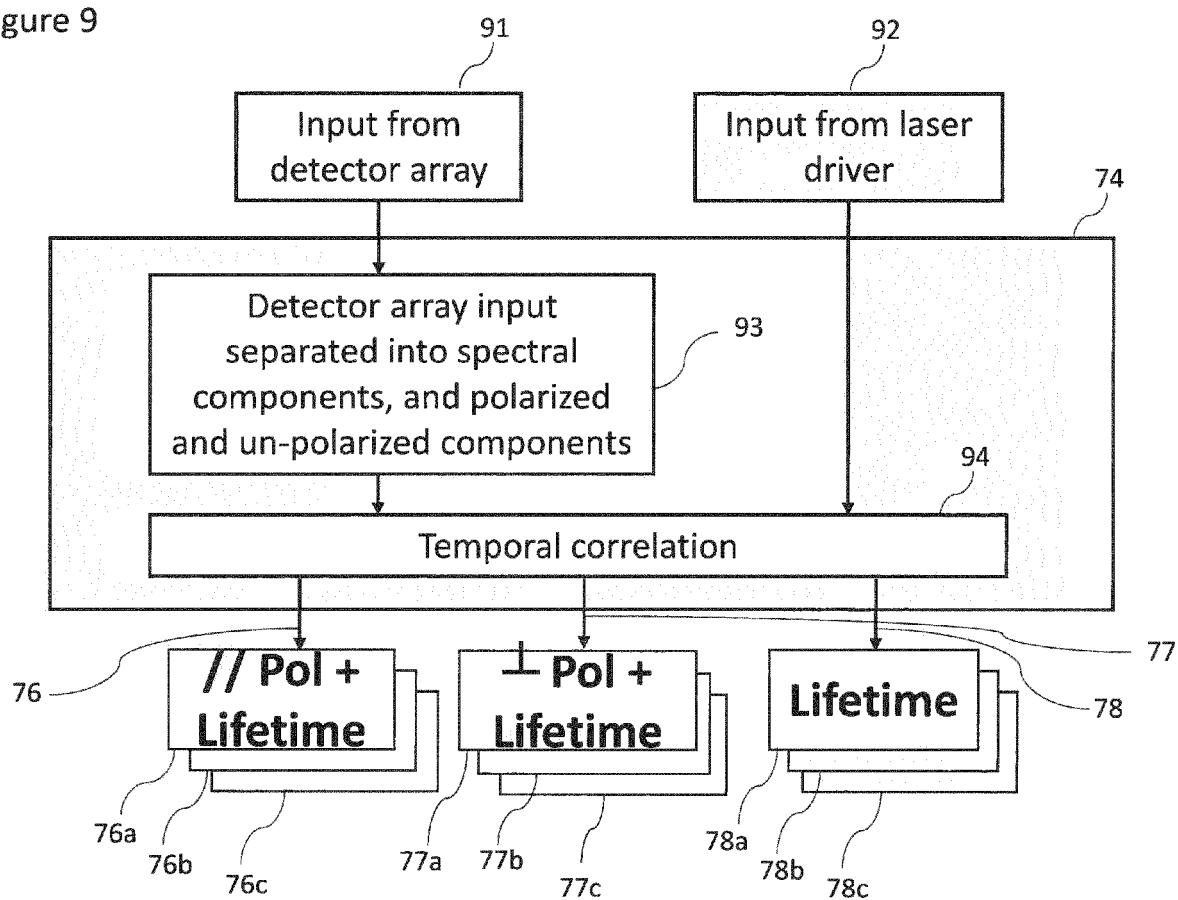 gure 9
91
92
Input from
detector array
Input from laser
driver
74
Detector array input
separated into spectral
components, and polarized
and un-polarized components
93
94
Temporal correlation
76
77
78
// Pol +
Lifetime
⊥ Pol +
Lifetime
Lifetime
76a
76b
76c
77a
77b
77c
78a
78b
78c